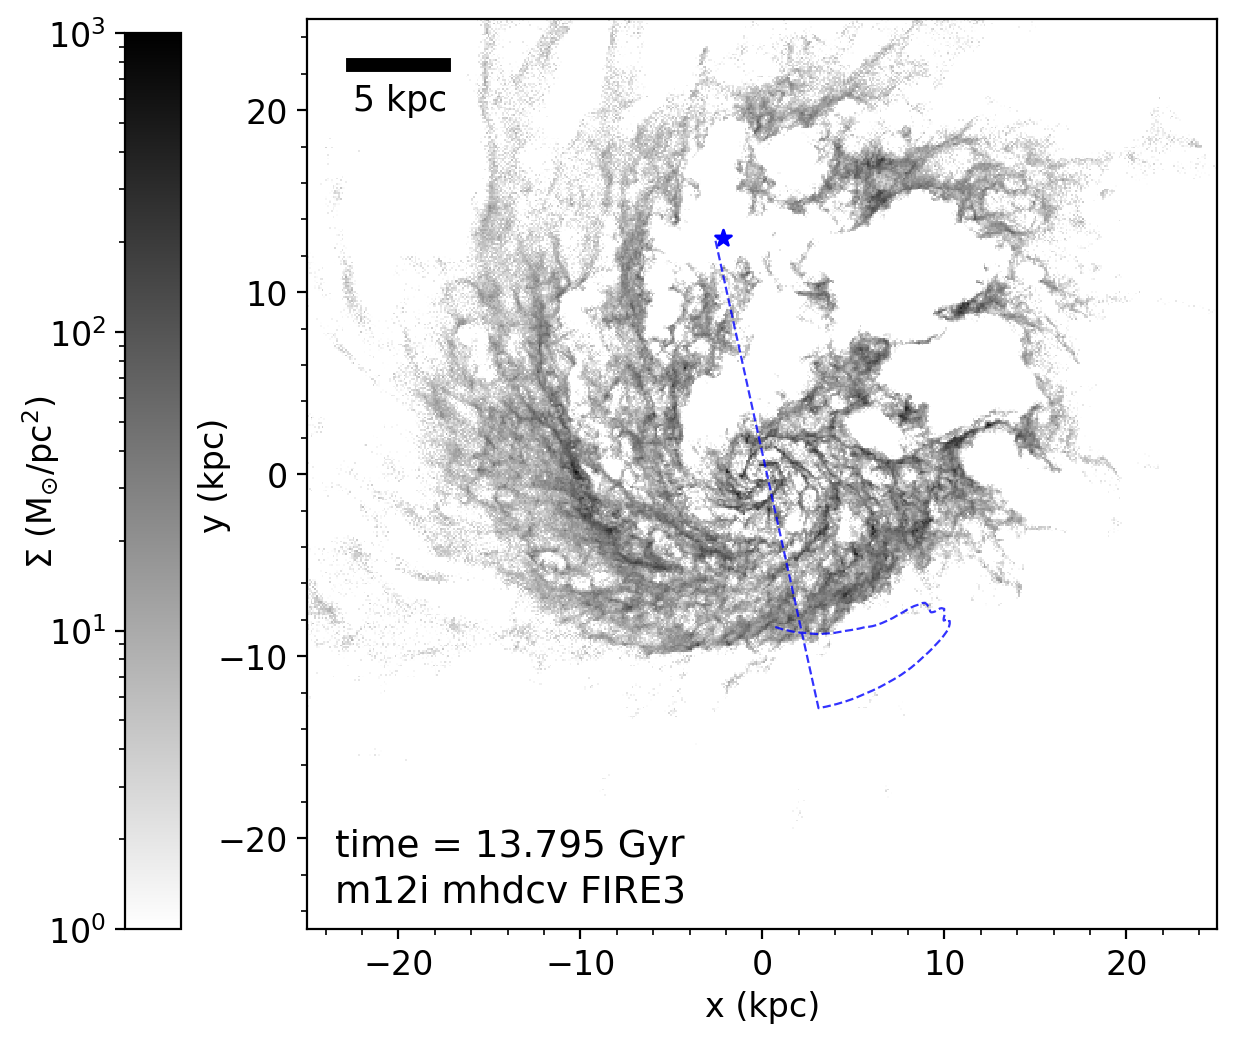 10³
10²
10¹
10⁰
Σ (M☉/pc²)
20
10
0
−10
−20
y (kpc)
5 kpc
time = 13.795 Gyr
m12i mhdcv FIRE3
−20
−10
0
10
20
x (kpc)